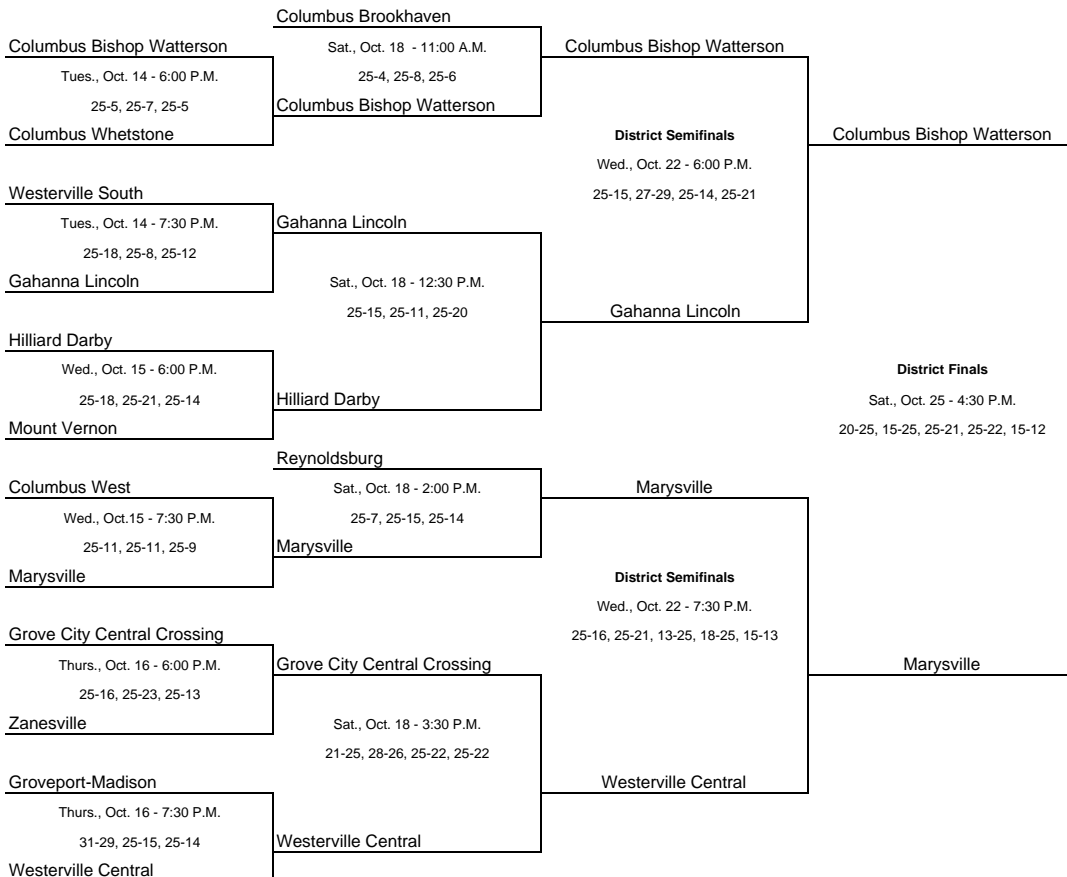 Columbus Brookhaven
Columbus Bishop Watterson
Sat., Oct. 18 - 11:00 A.M.
Columbus Bishop Watterson
Tues., Oct. 14 - 6:00 P.M.
25-4, 25-8, 25-6
25-5, 25-7, 25-5
Columbus Bishop Watterson
Columbus Whetstone
District Semifinals
Columbus Bishop Watterson
Wed., Oct. 22 - 6:00 P.M.
Westerville South
25-15, 27-29, 25-14, 25-21
Tues., Oct. 14 - 7:30 P.M.
Gahanna Lincoln
25-18, 25-8, 25-12
Gahanna Lincoln
Sat., Oct. 18 - 12:30 P.M.
25-15, 25-11, 25-20
Gahanna Lincoln
Hilliard Darby
Wed., Oct. 15 - 6:00 P.M.
District Finals
25-18, 25-21, 25-14
Hilliard Darby
Sat., Oct. 25 - 4:30 P.M.
Mount Vernon
20-25, 15-25, 25-21, 25-22, 15-12
Reynoldsburg
Columbus West
Sat., Oct. 18 - 2:00 P.M.
Marysville
Wed., Oct.15 - 7:30 P.M.
25-7, 25-15, 25-14
25-11, 25-11, 25-9
Marysville
Marysville
District Semifinals
Wed., Oct. 22 - 7:30 P.M.
Grove City Central Crossing
25-16, 25-21, 13-25, 18-25, 15-13
Thurs., Oct. 16 - 6:00 P.M.
Grove City Central Crossing
Marysville
25-16, 25-23, 25-13
Zanesville
Sat., Oct. 18 - 3:30 P.M.
21-25, 28-26, 25-22, 25-22
Groveport-Madison
Westerville Central
Thurs., Oct. 16 - 7:30 P.M.
31-29, 25-15, 25-14
Westerville Central
Westerville Central